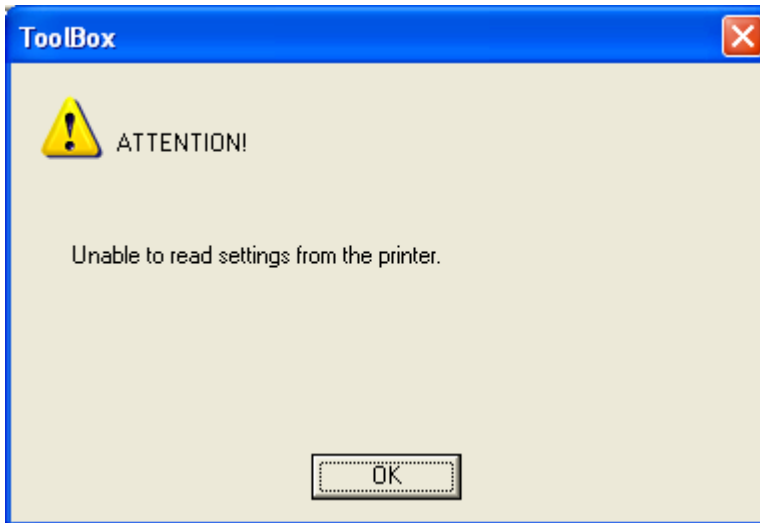 ToolBox
ATTENTION!
Unable to read settings from the printer.
OK